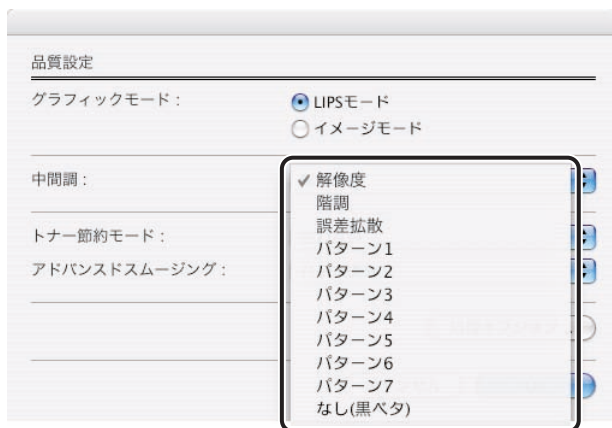 品質設定
グラフィックモード：
LIPSモード
イメージモード
中間調：
解像度
階調
誤差拡散
パターン1
トナー節約モード：
パターン2
アドバンスドスムージング：
パターン3
パターン4
パターン5
パターン6
パターン7
なし(黒ベタ)